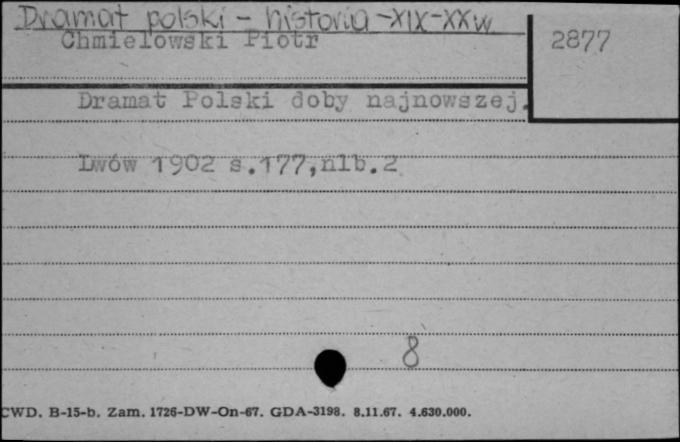 Dramat polski - historia - XIX-XX w
Chmielowski Piotr
2877
Dramat Polski doby najnowszej.
Lwów 1902 s.177,nlb.2
8
CWD. B-15-b. Zam. 1726-DW-On-67. GDA-3198. 8.11.67. 4.630.000.